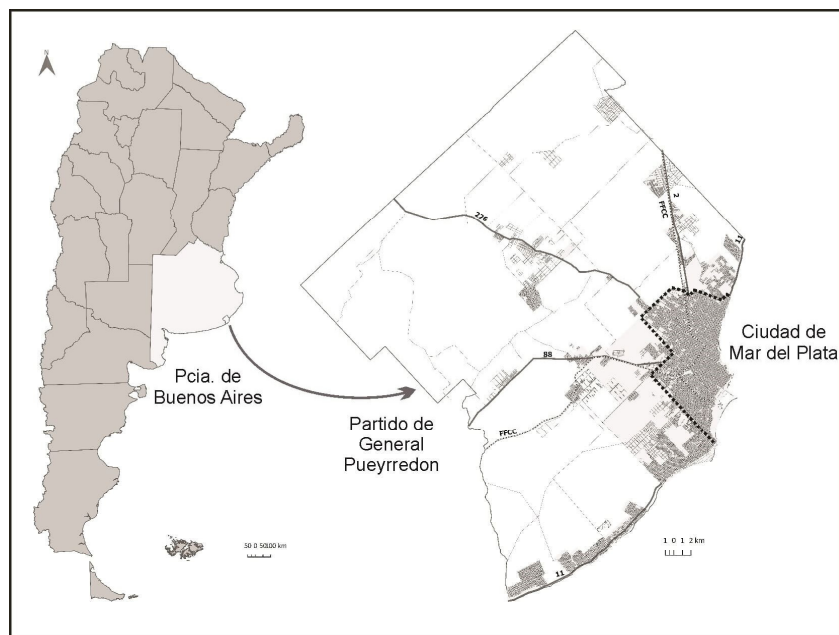 N
Pcia. de
Buenos Aires
50 0 50100 km
Partido de
General
Pueyrredon
226
FFCC
2
11
88
FFCC
11
Ciudad de
Mar del Plata
1 0 1 2 km